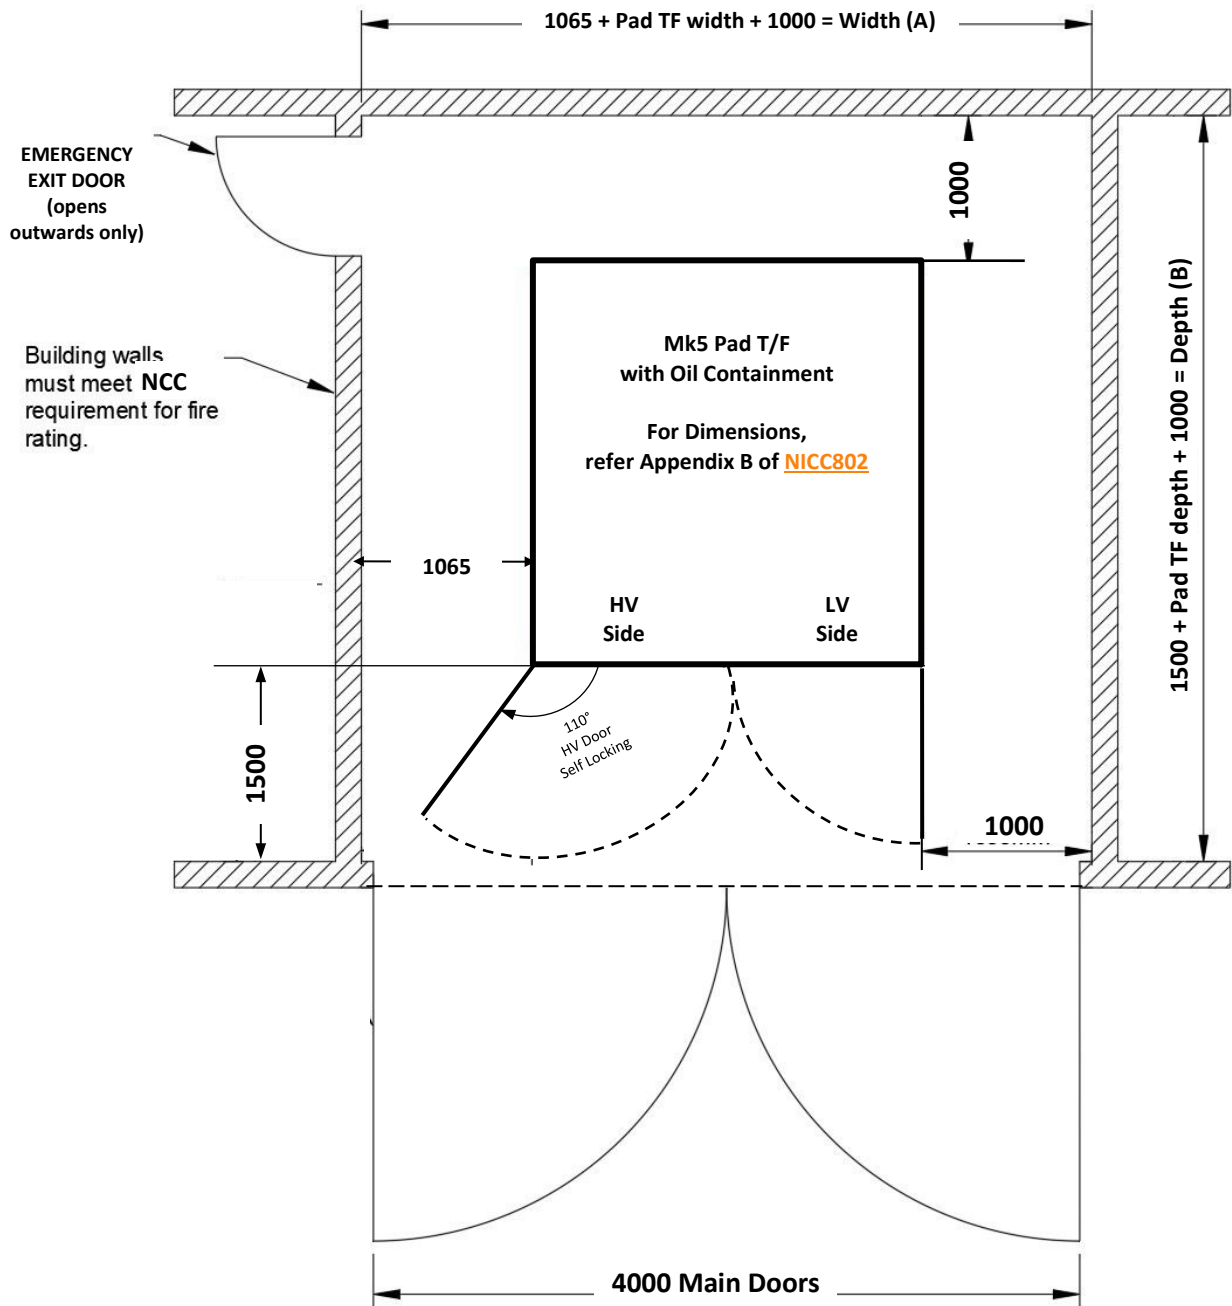 1065 + Pad TF width + 1000 = Width (A)
EMERGENCY
EXIT DOOR
(opens
outwards only)
1000
Building walls
must meet NCC
requirement for fire
rating.
Mk5 Pad T/F
with Oil Containment
For Dimensions,
refer Appendix B of NICC802
1500 + Pad TF depth + 1000 = Depth (B)
1065
HV
Side
LV
Side
110°
HV Door
Self Locking
1500
1000
4000 Main Doors